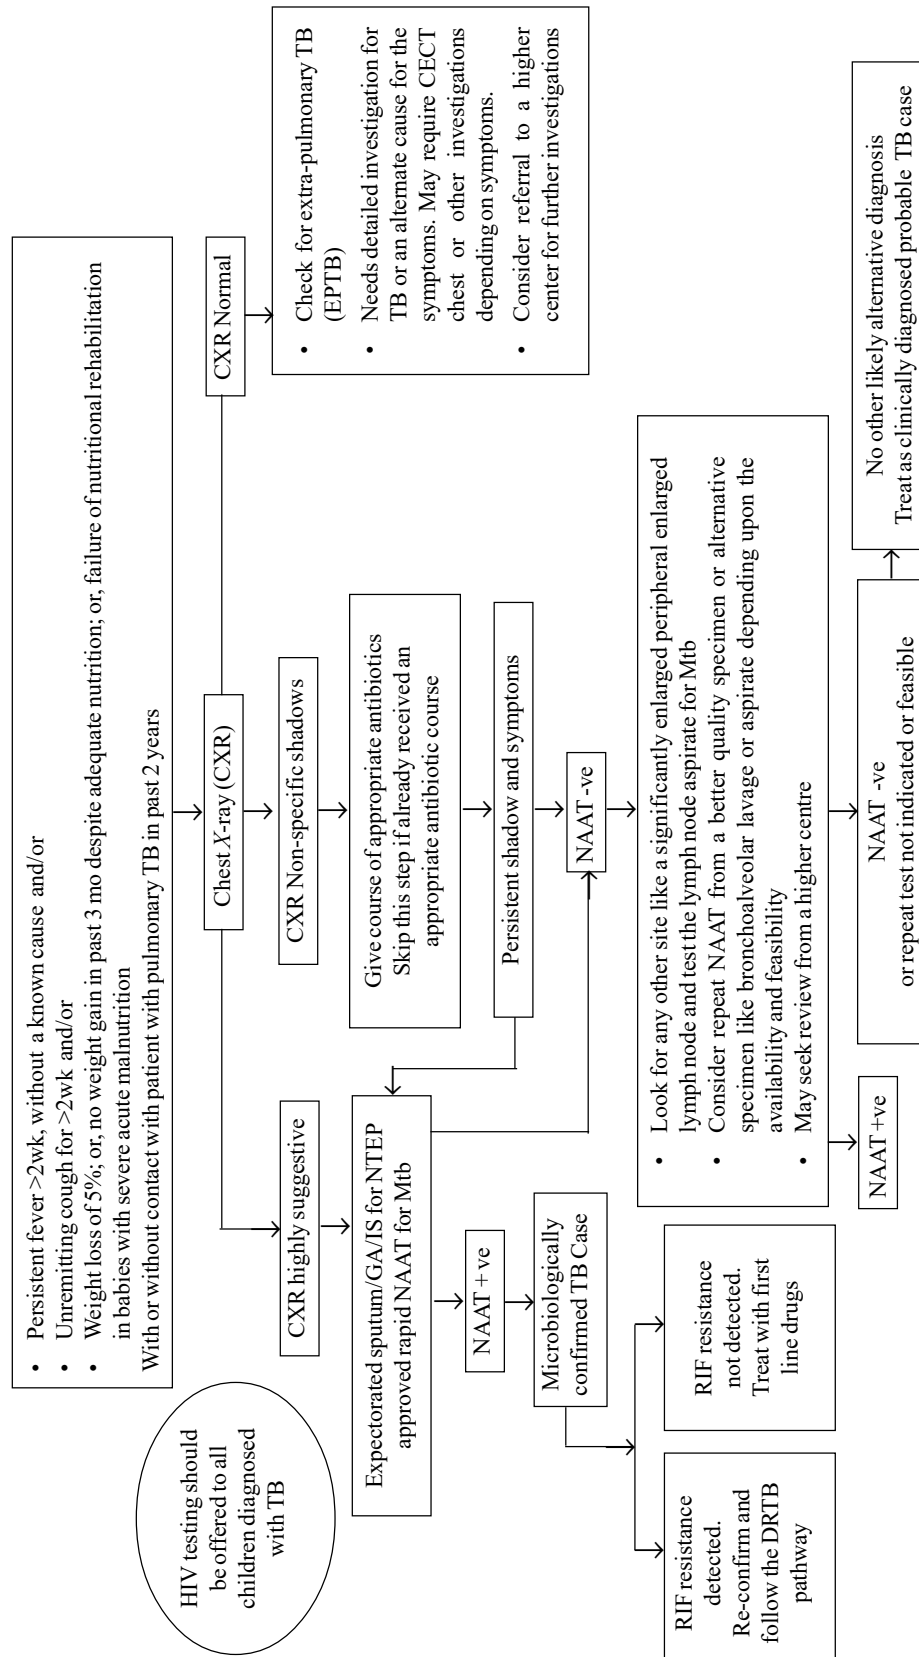 • Persistent fever >2wk, without a known cause and/or
• Unremitting cough for >2wk and/or
• Weight loss of 5%; or, no weight gain in past 3 mo despite adequate nutrition; or, failure of nutritional rehabilitation
in babies with severe acute malnutrition
With or without contact with patient with pulmonary TB in past 2 years
HIV testing should
be offered to all
children diagnosed
with TB
Chest X-ray (CXR)
CXR highly suggestive
CXR Non-specific shadows
CXR Normal
Expectorated sputum/GA/IS for NTEP
approved rapid NAAT for Mtb
Give course of appropriate antibiotics
Skip this step if already received an
appropriate antibiotic course
• Check for extra-pulmonary TB
(EPTB)
• Needs detailed investigation for
TB or an alternate cause for the
symptoms. May require CECT
chest or other investigations
depending on symptoms.
• Consider referral to a higher
center for further investigations
Persistent shadow and symptoms
NAAT + ve
NAAT -ve
Microbiologically
confirmed TB Case
RIF resistance
detected.
Re-confirm and
follow the DRTB
pathway
RIF resistance
not detected.
Treat with first
line drugs
• Look for any other site like a significantly enlarged peripheral enlarged
lymph node and test the lymph node aspirate for Mtb
• Consider repeat NAAT from a better quality specimen or alternative
specimen like bronchoalveolar lavage or aspirate depending upon the
availability and feasibility
• May seek review from a higher centre
NAAT +ve
NAAT -ve
or repeat test not indicated or feasible
No other likely alternative diagnosis
Treat as clinically diagnosed probable TB case